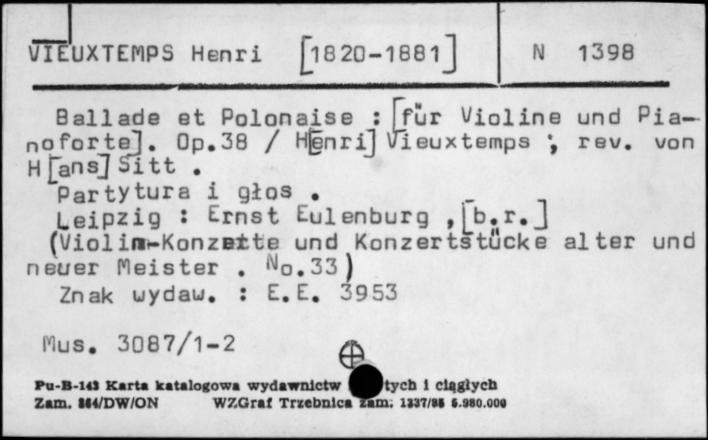 VIEUXTEMPS Henri [1820-1881] N 1398
Ballade et Polonaise : [für Violine und Pia-
noforte]. Op.38 / H[enri] Vieuxtemps ; rev. von
H[ans] Sitt .
Partytura i głos .
Leipzig : Ernst Eulenburg ,[b.r.]
(Violin-Konzette und Konzertstücke alter und
neuer Meister . No.33)
Znak wydaw. : E.E. 3953
Mus. 3087/1-2
Pu-B-143 Karta katalogowa wydawnictw tych i ciągłych
Zam. 864/DW/ON WZGraf Trzebnica zam. 1337/85 5.980.000